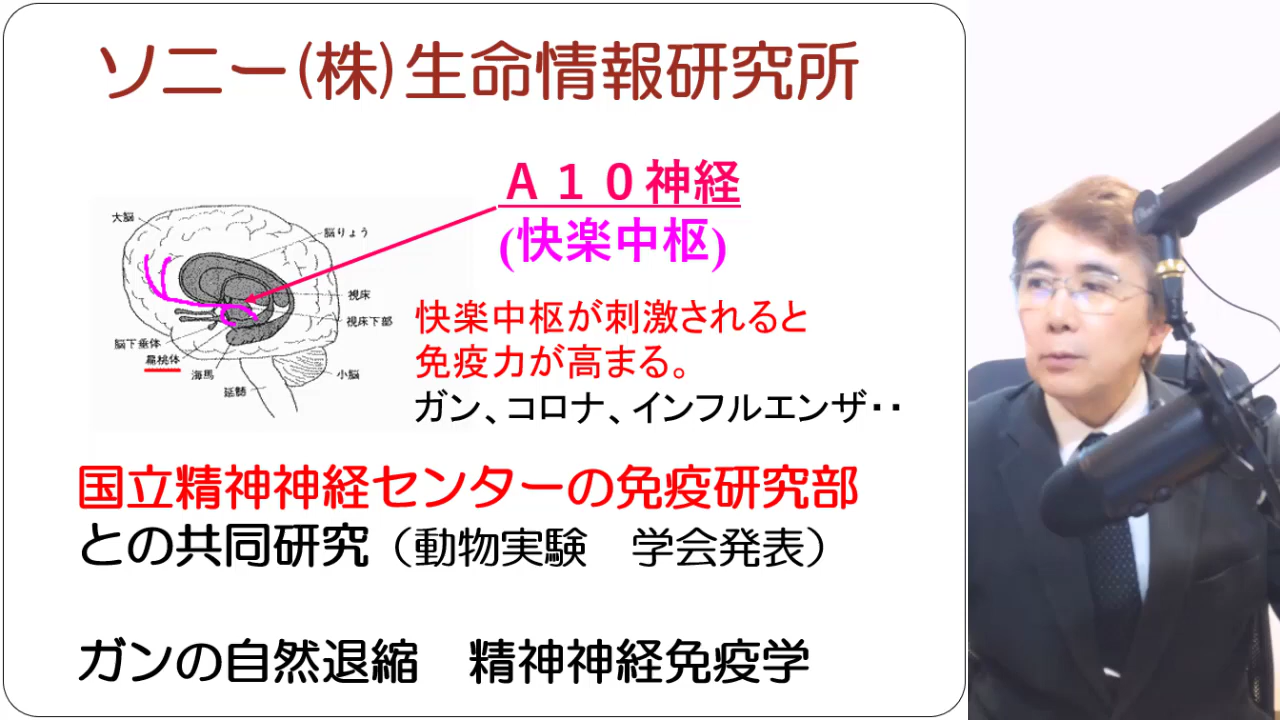 ソニー(株)生命情報研究所
A10神経
(快楽中枢)
大脳
脳りょう
視床
視床下部
脳下垂体
扁桃体
海馬
小脳
延髄
快楽中枢が刺激されると
免疫力が高まる。
ガン、コロナ、インフルエンザ・・
国立精神神経センターの免疫研究部
との共同研究（動物実験　学会発表）
ガンの自然退縮　精神神経免疫学